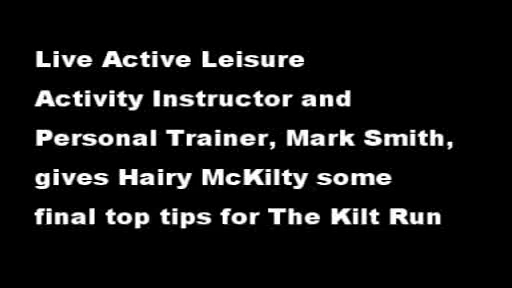 Live Active Leisure
Activity Instructor and
Personal Trainer, Mark Smith,
gives Hairy McKilty some
final top tips for The Kilt Run